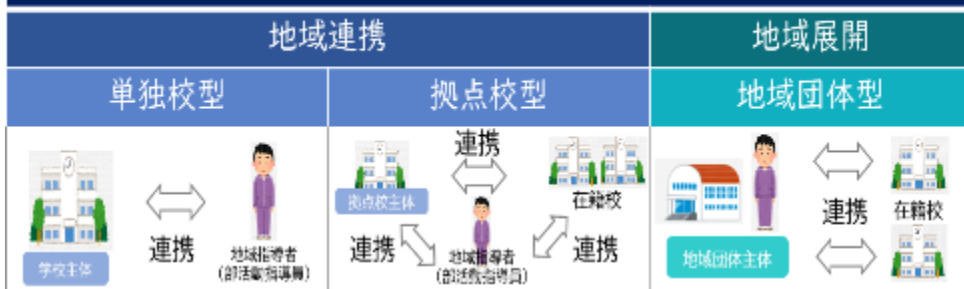 地域連携
地域展開
単独校型
拠点校型
地域団体型
学校主体
連携
地域指導者
(部活動指導員)
連携
拠点校主体
在籍校
連携
地域指導者
(部活動指導員)
連携
地域団体主体
連携
在籍校